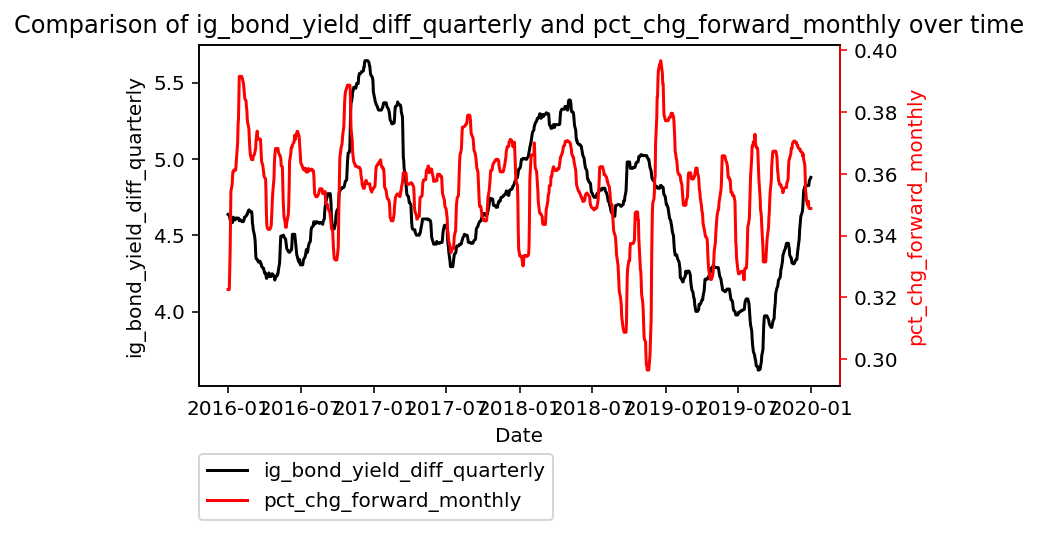 Comparison of ig_bond_yield_diff_quarterly and pct_chg_forward_monthly over time
ig_bond_yield_diff_quarterly
5.5
5.0
4.5
4.0
0.40
0.38
0.36
0.34
0.32
0.30
pct_chg_forward_monthly
2016-01 2016-07 2017-01 2017-07 2018-01 2018-07 2019-01 2019-07 2020-01
Date
ig_bond_yield_diff_quarterly
pct_chg_forward_monthly